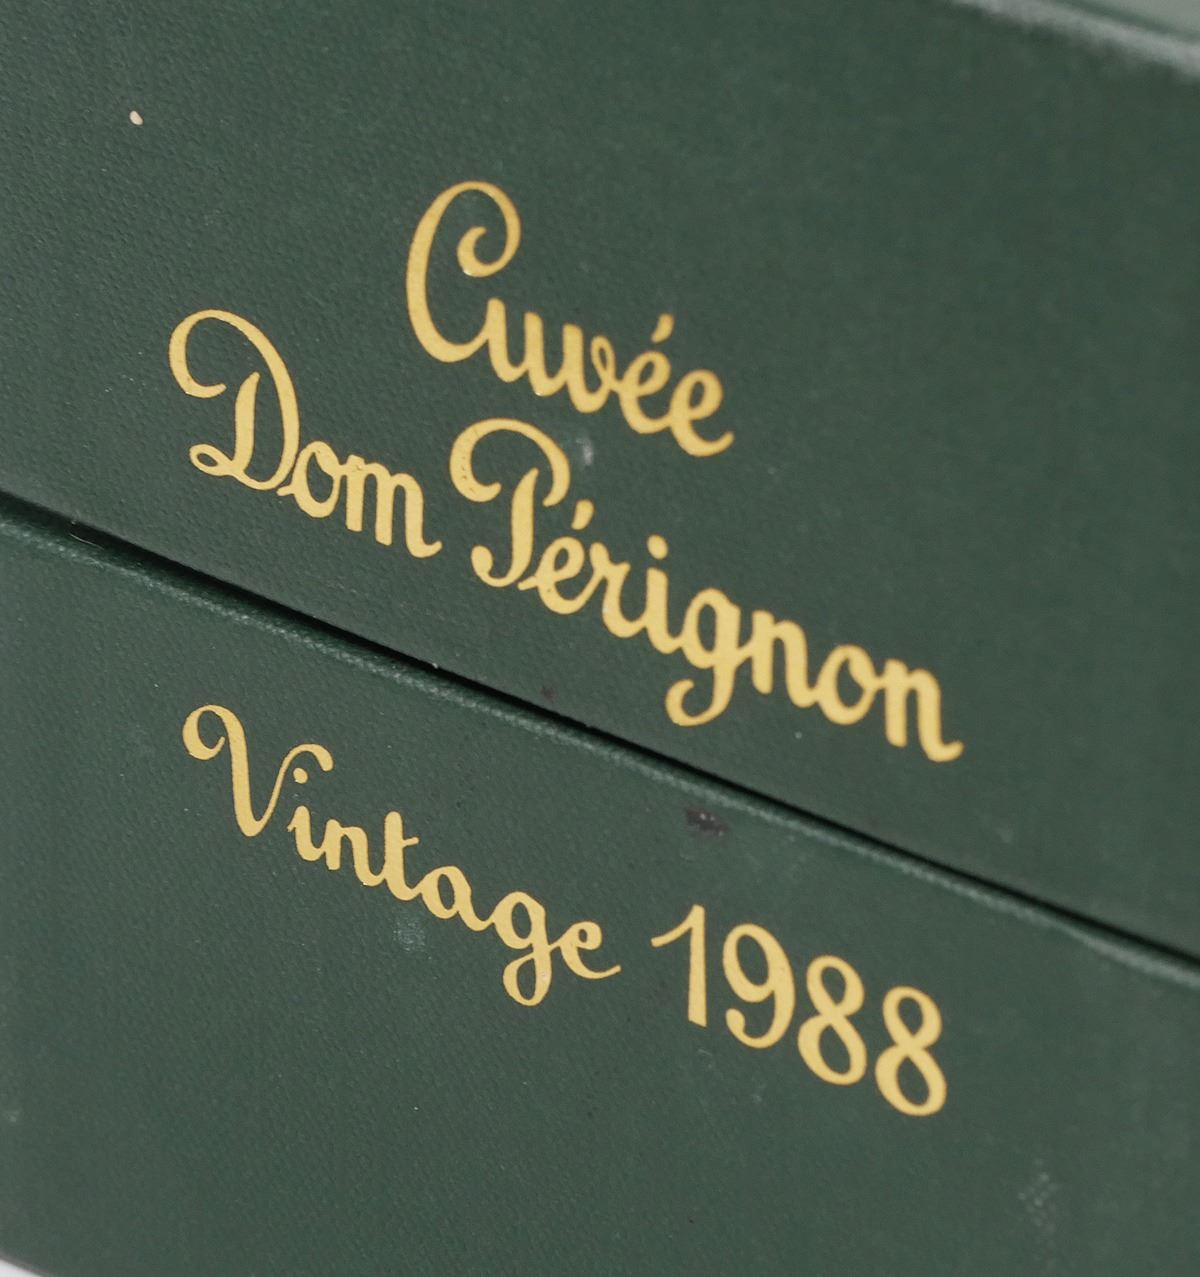 Cuvée
Dom Pérignon
Vintage 1988